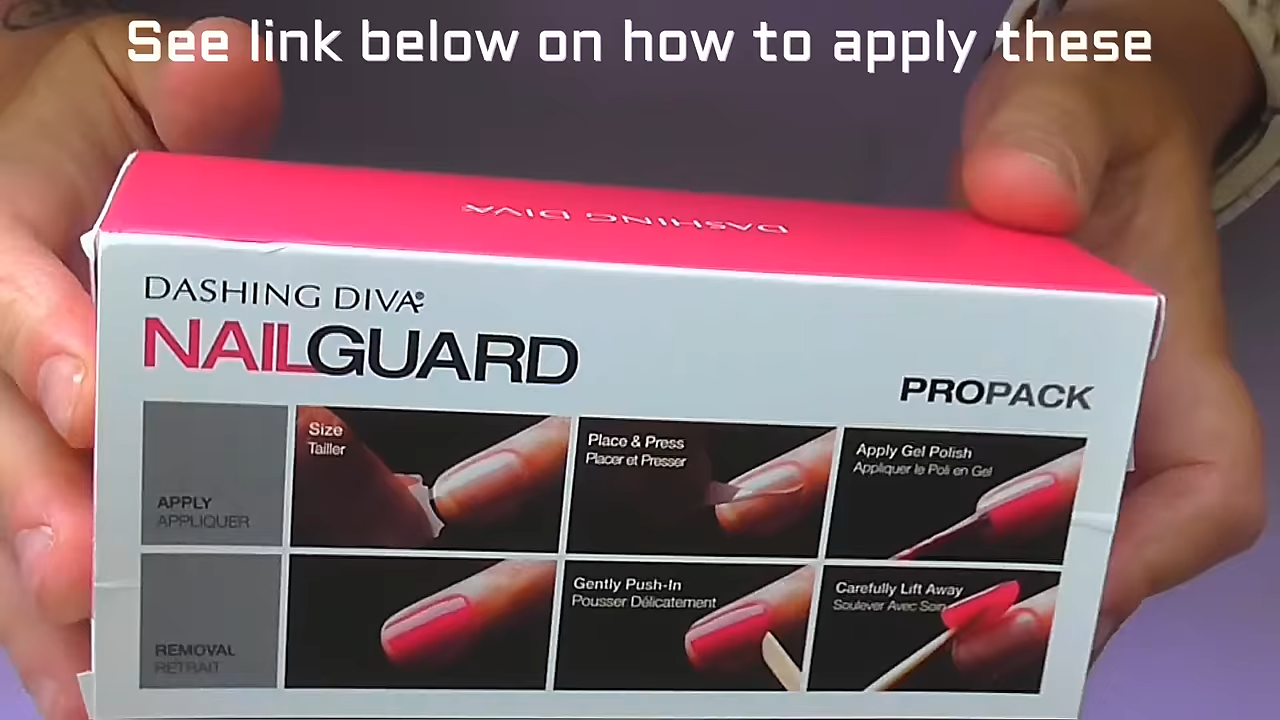 See link below on how to apply these
DASHING DIVA
DASHING DIVA®
NAILGUARD
PROPACK
APPLY
APPLIQUER
Size
Tailler
Place & Press
Placer et Presser
Apply Gel Polish
Appliquer le Poli en Gel
REMOVAL
RETRAIT
Gently Push-In
Pousser Délicatement
Carefully Lift Away
Soulever Avec Soin